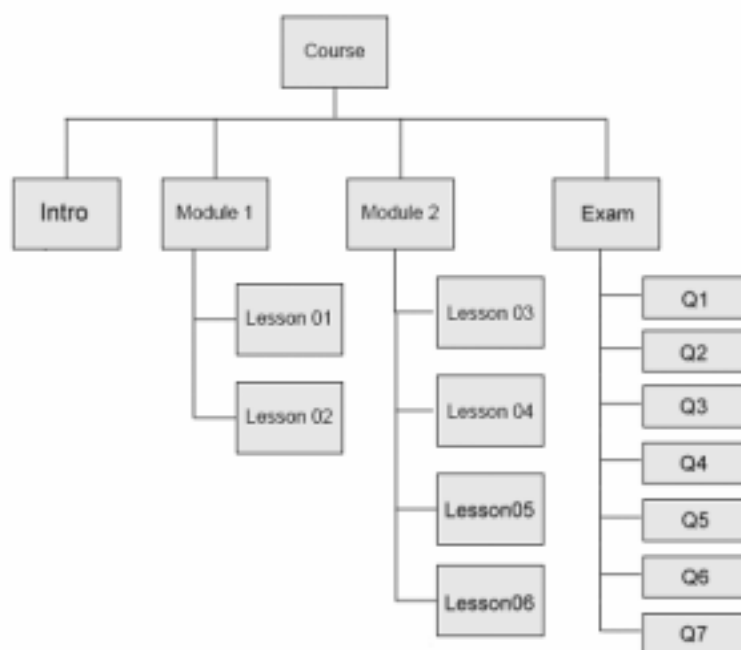 Course
Intro
Module 1
Module 2
Exam
Lesson 01
Lesson 02
Lesson 03
Lesson 04
Lesson05
Lesson06
Q1
Q2
Q3
Q4
Q5
Q6
Q7